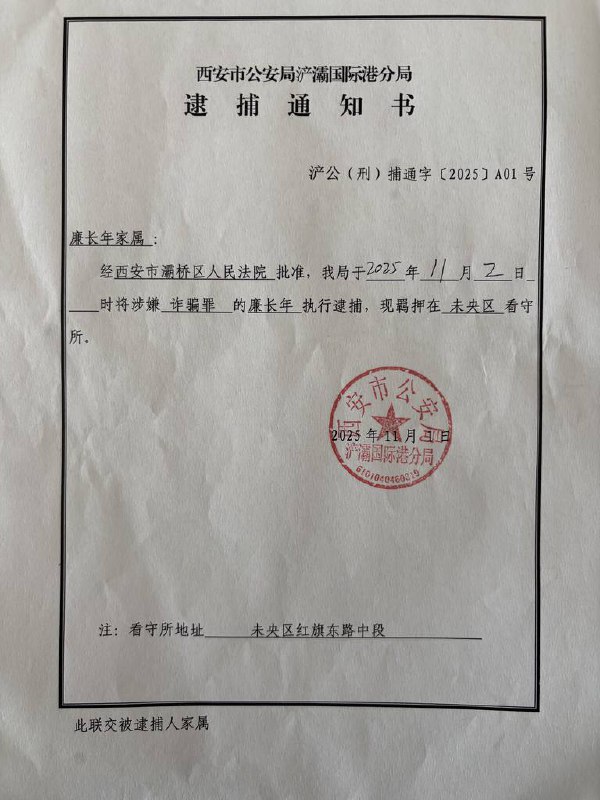 西安市公安局浐灞国际港分局
逮捕通知书
浐公(刑)捕通字〔2025〕A01号
廉长年家属:
经西安市灞桥区人民法院 批准,我局于2025 年 11 月 2 日
时将涉嫌 诈骗罪 的廉长年 执行逮捕,现羁押在 未央区 看守
所。
西安市公安局
2025年11月1日
浐灞国际港分局
6101040460319
注:看守所地址 未央区红旗东路中段
此联交被逮捕人家属